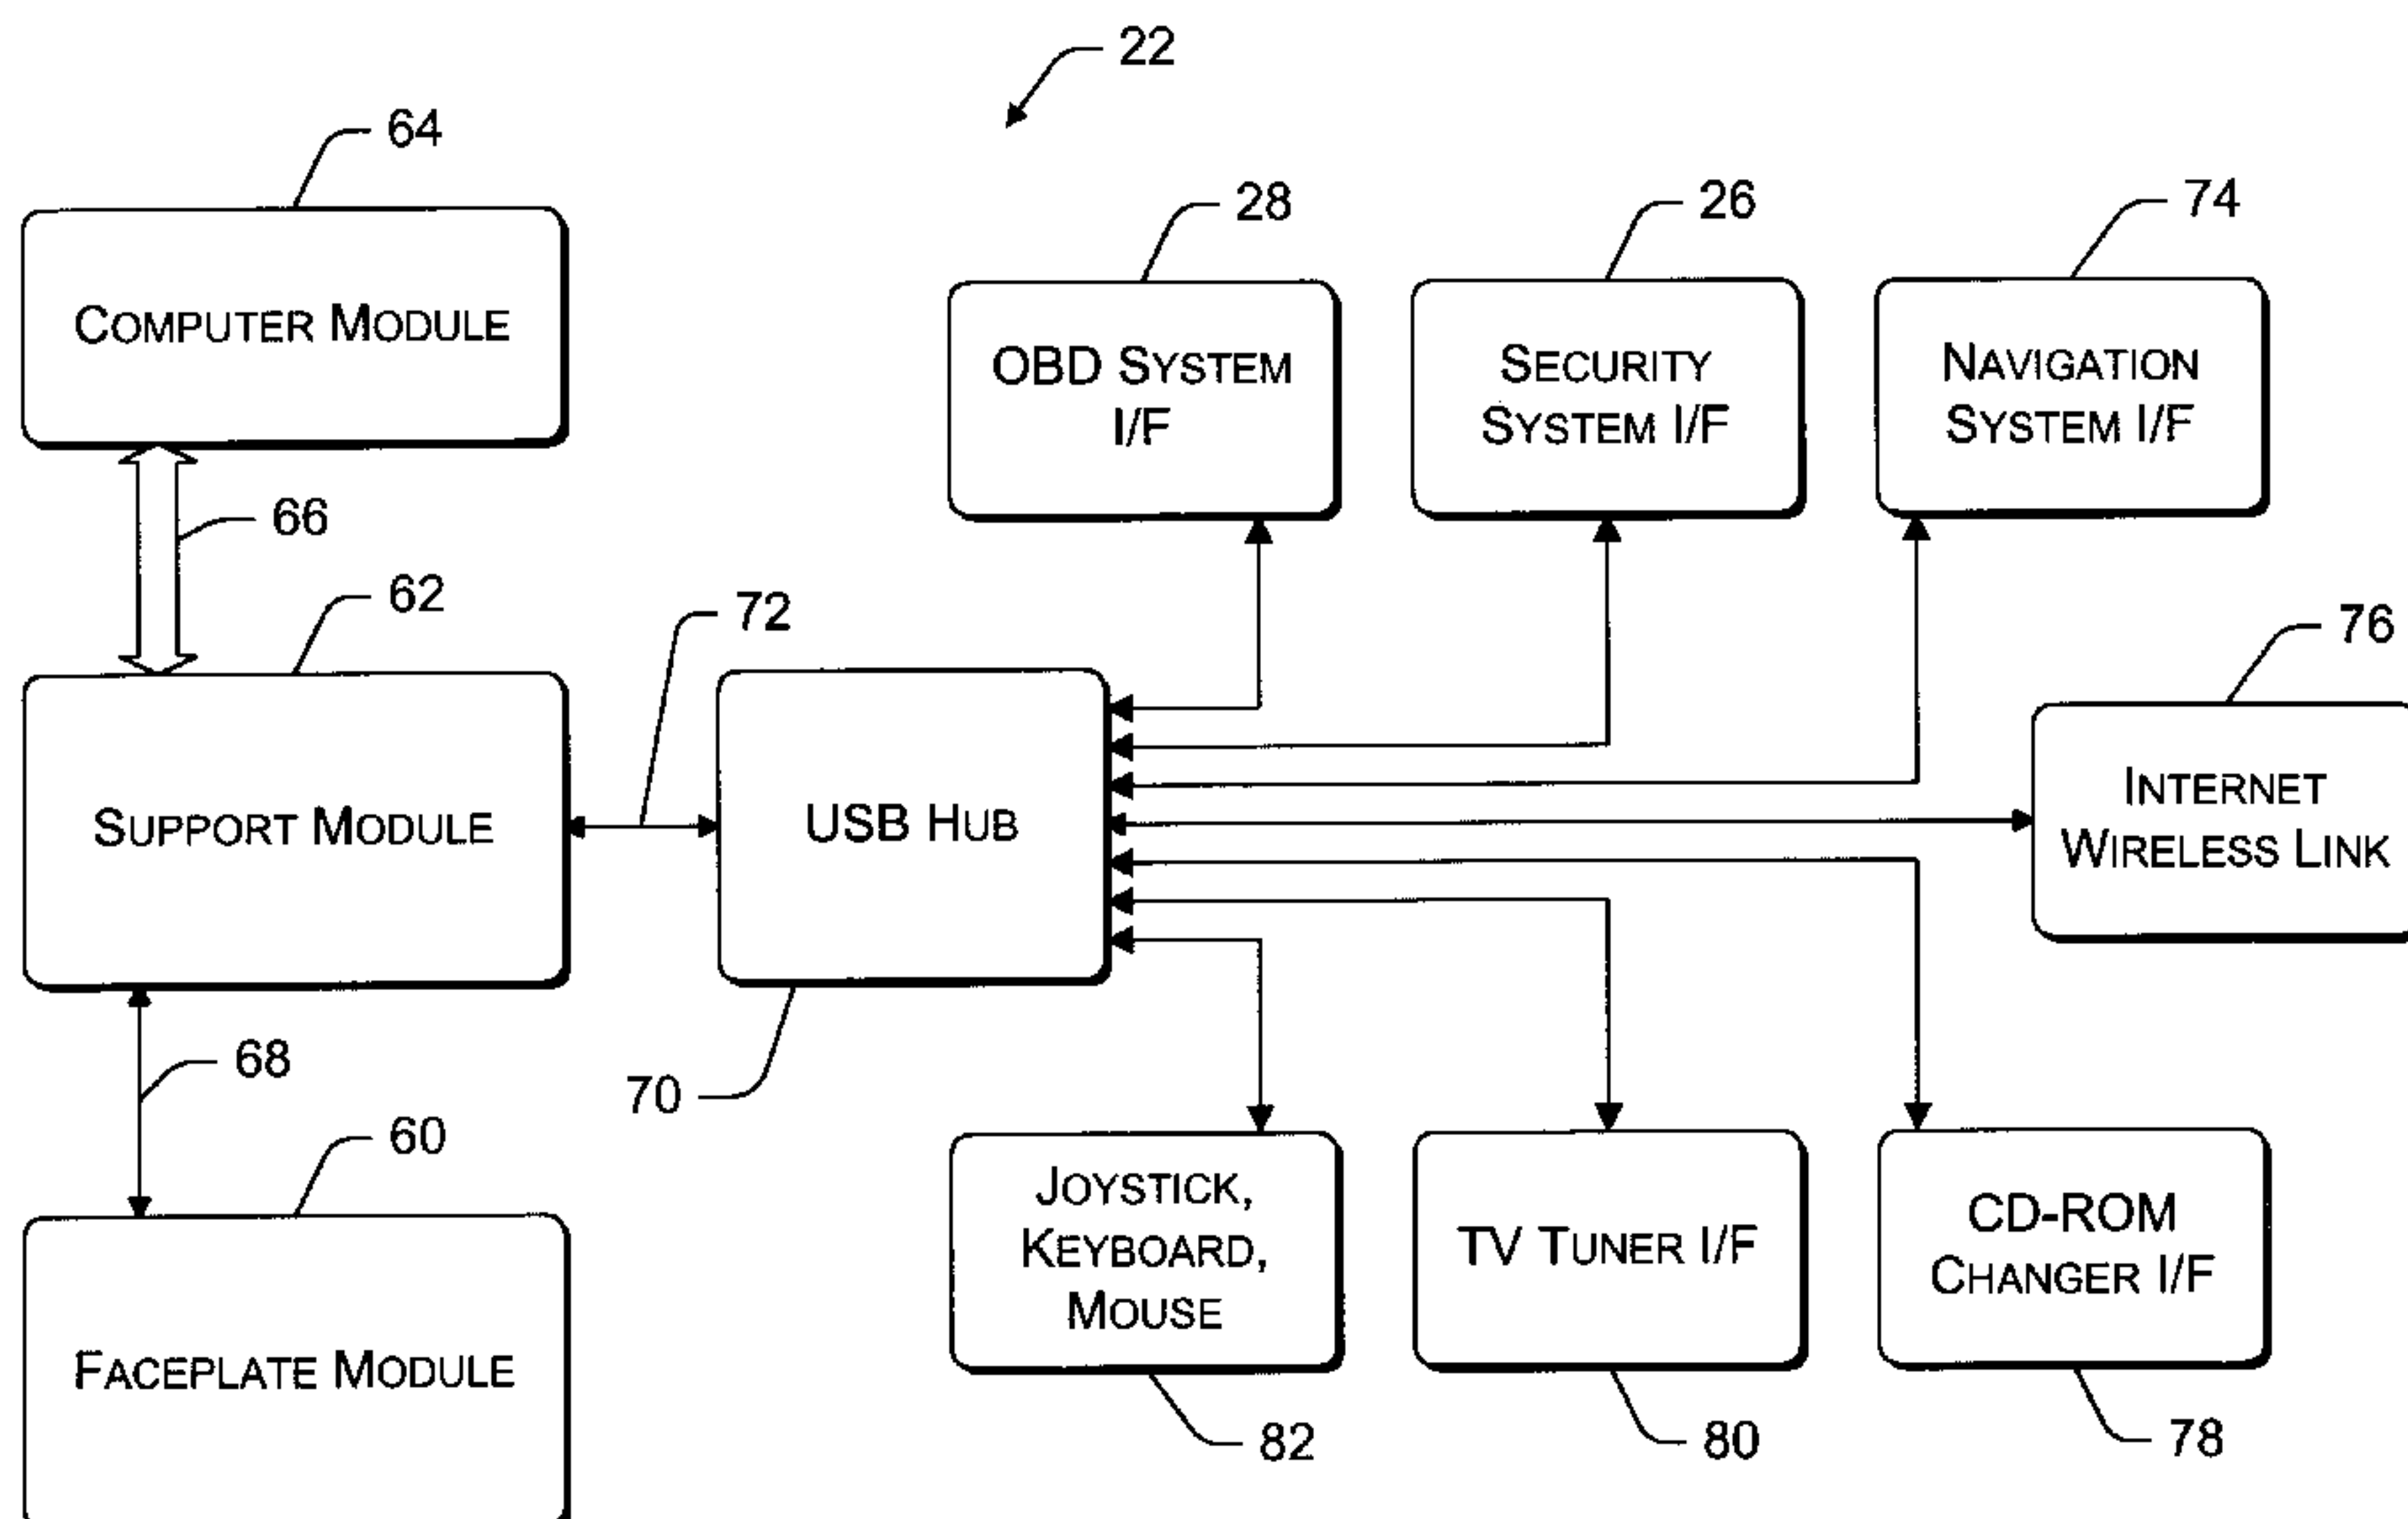 22
64
COMPUTER MODULE
28
OBD SYSTEM
I/F
26
SECURITY
SYSTEM I/F
74
NAVIGATION
SYSTEM I/F
66
62
SUPPORT MODULE
72
USB HUB
70
76
INTERNET
WIRELESS LINK
68
60
FACEPLATE MODULE
JOYSTICK,
KEYBOARD,
MOUSE
82
TV TUNER I/F
80
CD-ROM
CHANGER I/F
78